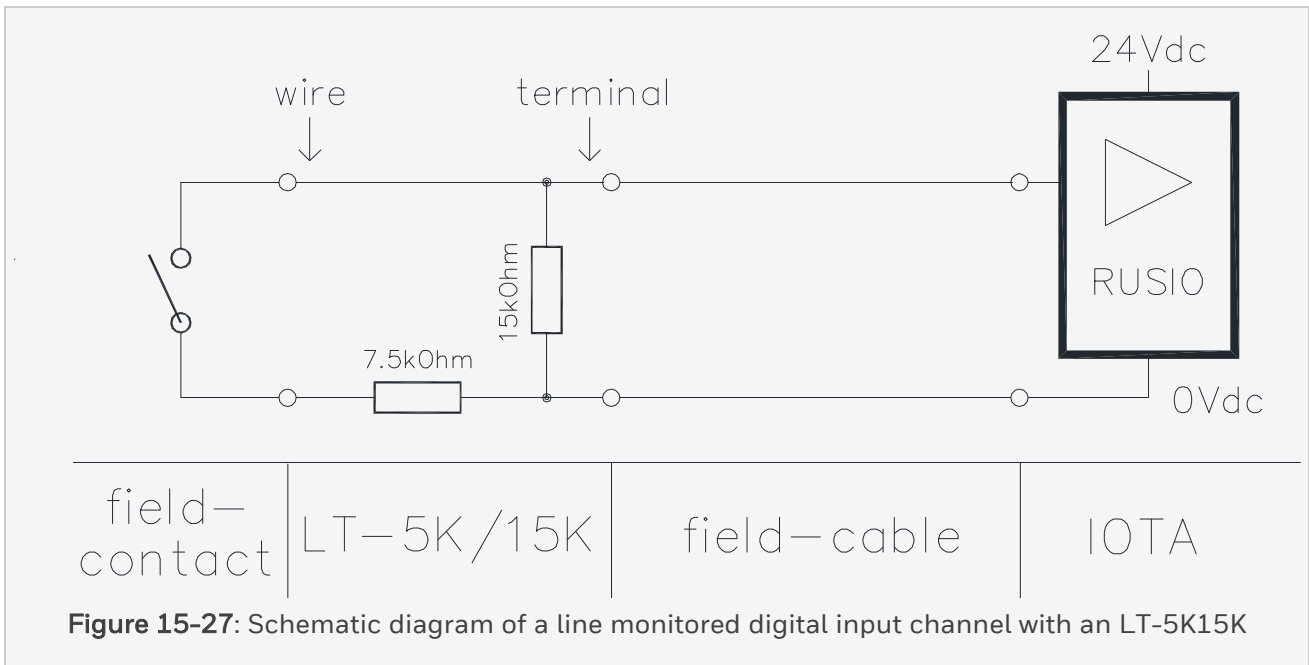 24Vdc
wire
terminal
15kOhm
RUSIO
7.5kOhm
0Vdc
field-
contact
LT-5K/15K
field-cable
IOTA
Figure 15-27: Schematic diagram of a line monitored digital input channel with an LT-5K15K